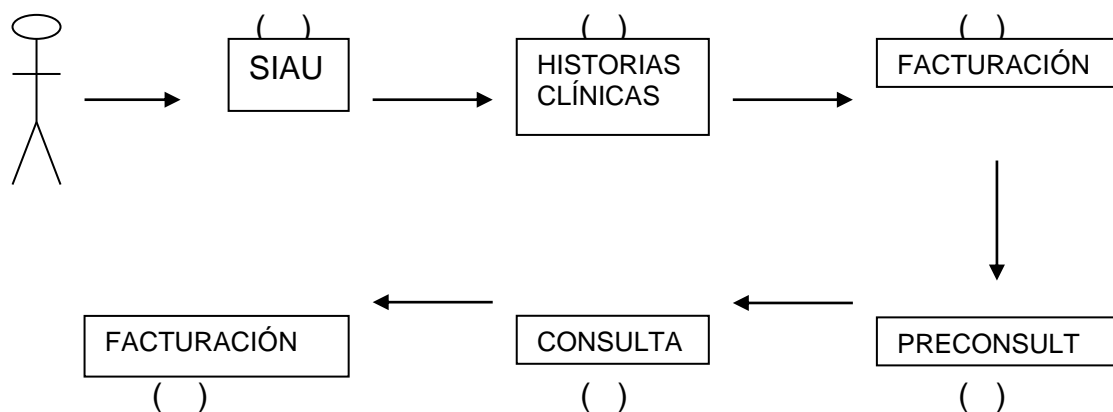 ( ) ( ) ( )
SIAU
HISTORIAS
CLÍNICAS
FACTURACIÓN
FACTURACIÓN
CONSULTA
PRECONSULT
( ) ( ) ( )